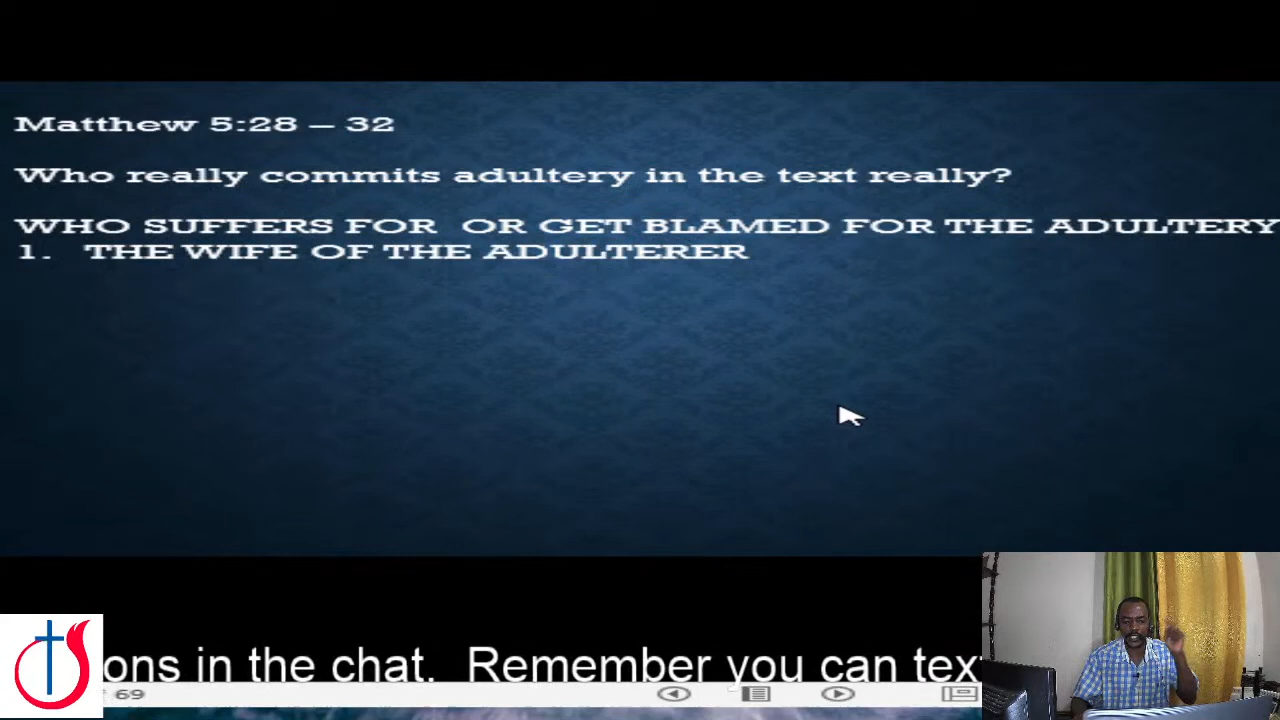 Matthew 5:28 – 32
Who really commits adultery in the text really?
WHO SUFFERS FOR OR GET BLAMED FOR THE ADULTERY
1. THE WIFE OF THE ADULTERER
ons in the chat. Remember you can tex
69